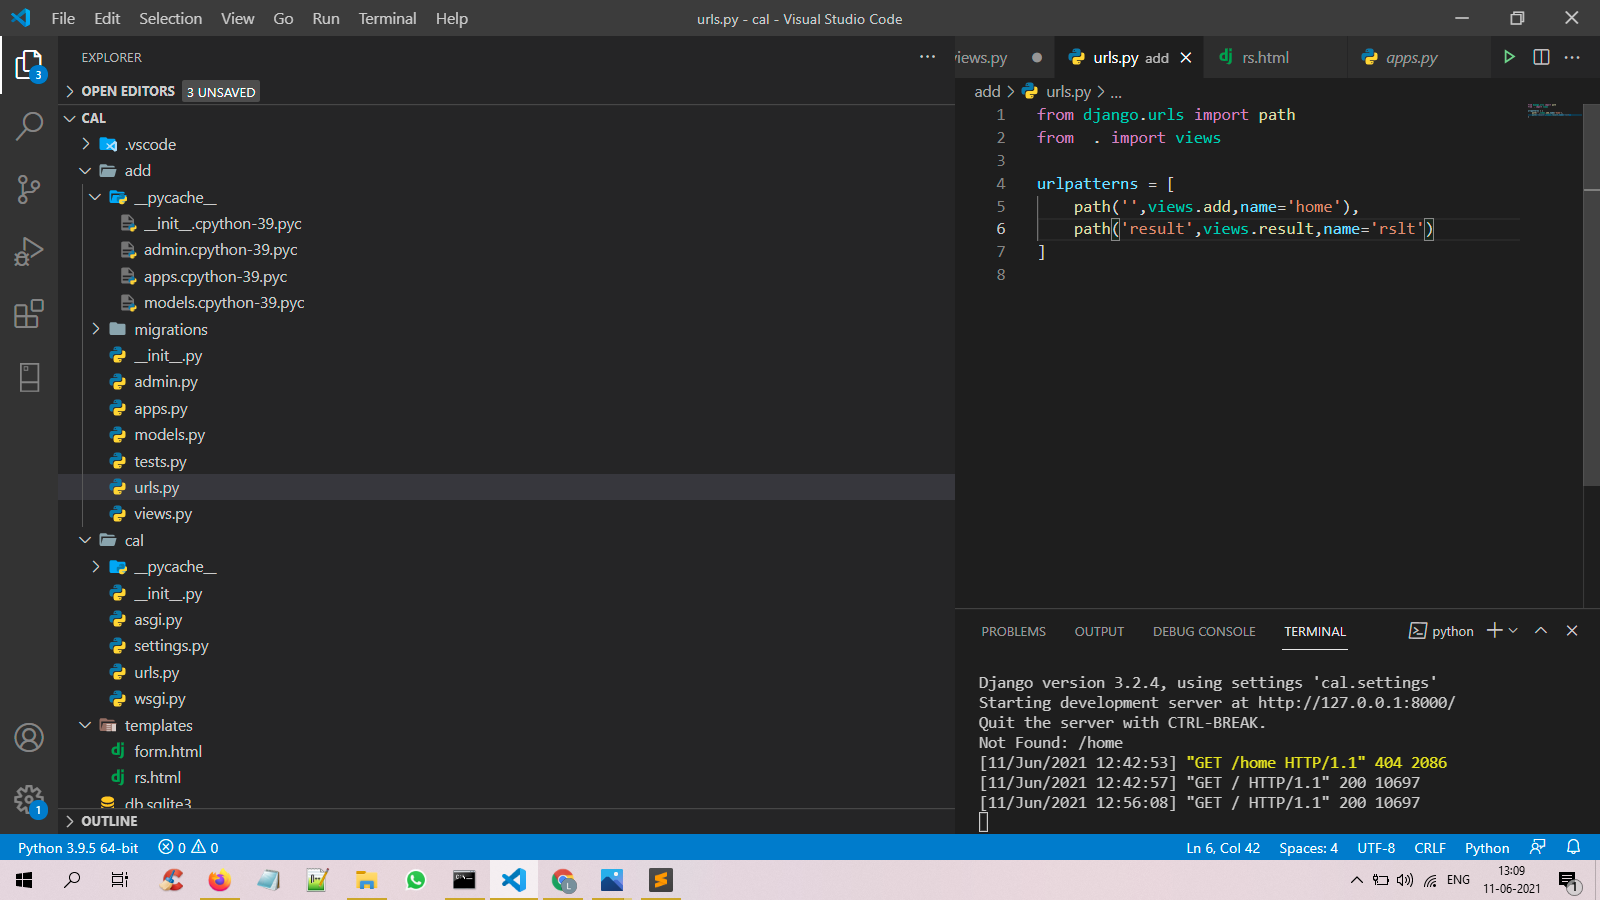 File Edit Selection View Go Run Terminal Help
urls.py - cal - Visual Studio Code
EXPLORER
OPEN EDITORS 3 UNSAVED
CAL
.vscode
add
__pycache__
__init__.cpython-39.pyc
admin.cpython-39.pyc
apps.cpython-39.pyc
models.cpython-39.pyc
migrations
__init__.py
admin.py
apps.py
models.py
tests.py
urls.py
views.py
cal
__pycache__
__init__.py
asgi.py
settings.py
urls.py
wsgi.py
templates
form.html
rs.html
db.sqlite3
OUTLINE
3
1
views.py urls.py add rs.html apps.py
add > urls.py > ...
1 from django.urls import path
2 from  . import views
3
4 urlpatterns = [
5     path('',views.add,name='home'),
6     path('result',views.result,name='rslt')
7 ]
8
PROBLEMS OUTPUT DEBUG CONSOLE TERMINAL python
Django version 3.2.4, using settings 'cal.settings'
Starting development server at http://127.0.0.1:8000/
Quit the server with CTRL-BREAK.
Not Found: /home
[11/Jun/2021 12:42:53] "GET /home HTTP/1.1" 404 2086
[11/Jun/2021 12:42:57] "GET / HTTP/1.1" 200 10697
[11/Jun/2021 12:56:08] "GET / HTTP/1.1" 200 10697
Python 3.9.5 64-bit 0 0 Ln 6, Col 42 Spaces: 4 UTF-8 CRLF Python
L
ENG
13:09
11-06-2021
1